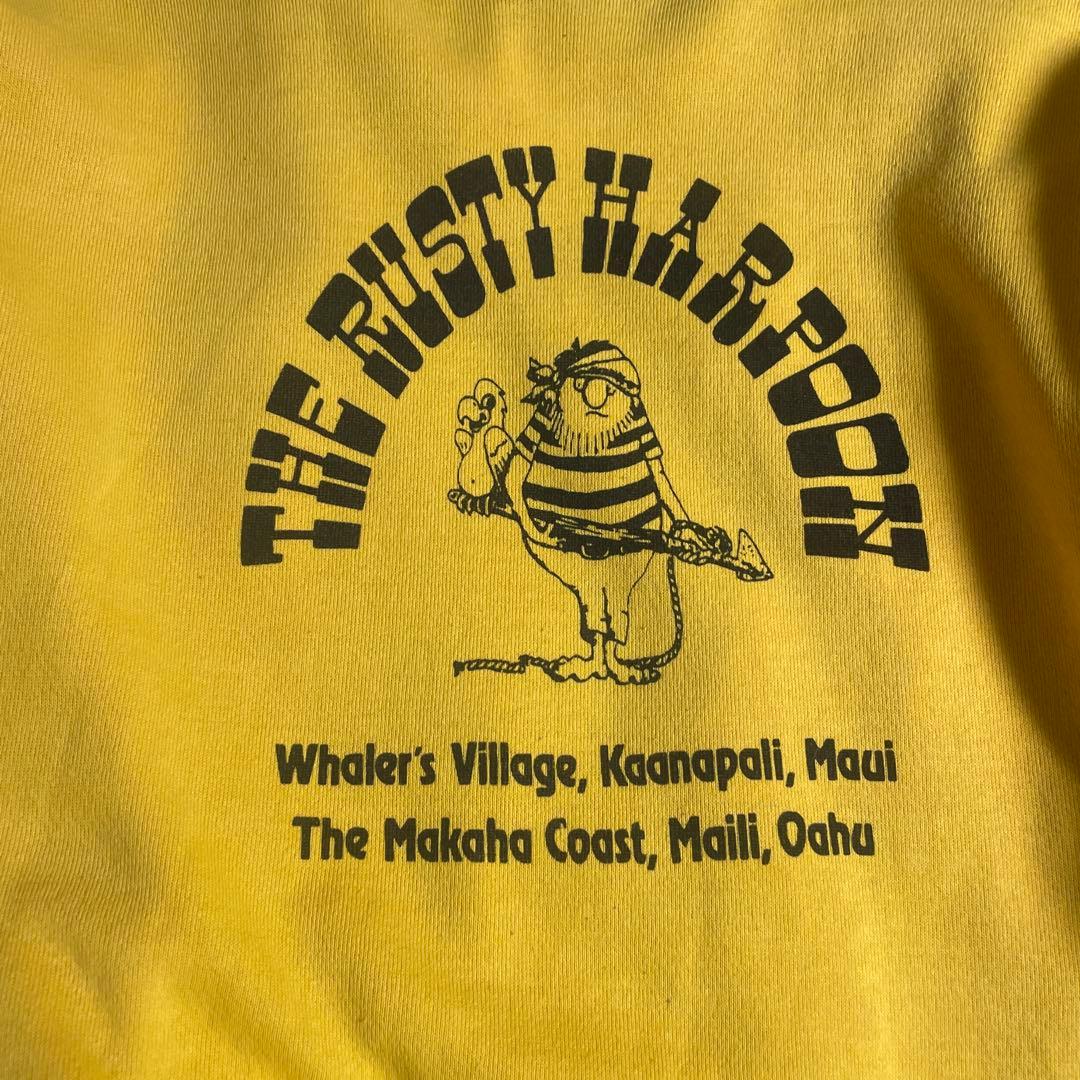 THE RUSTY HARPOON
Whaler's Village, Kaanapali, Maui
The Makaha Coast, Maili, Oahu